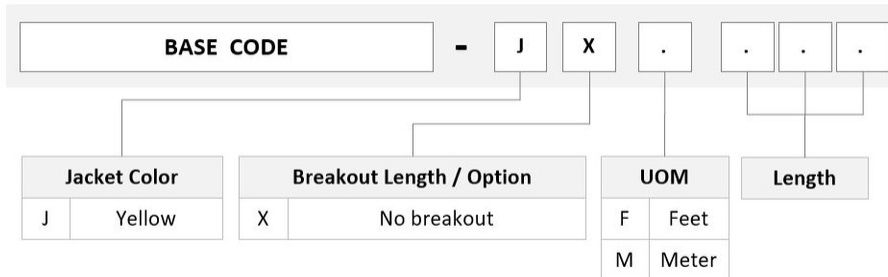 BASE CODE - J X . . . .
Jacket Color
J Yellow
Breakout Length / Option
X No breakout
UOM
F Feet
M Meter
Length